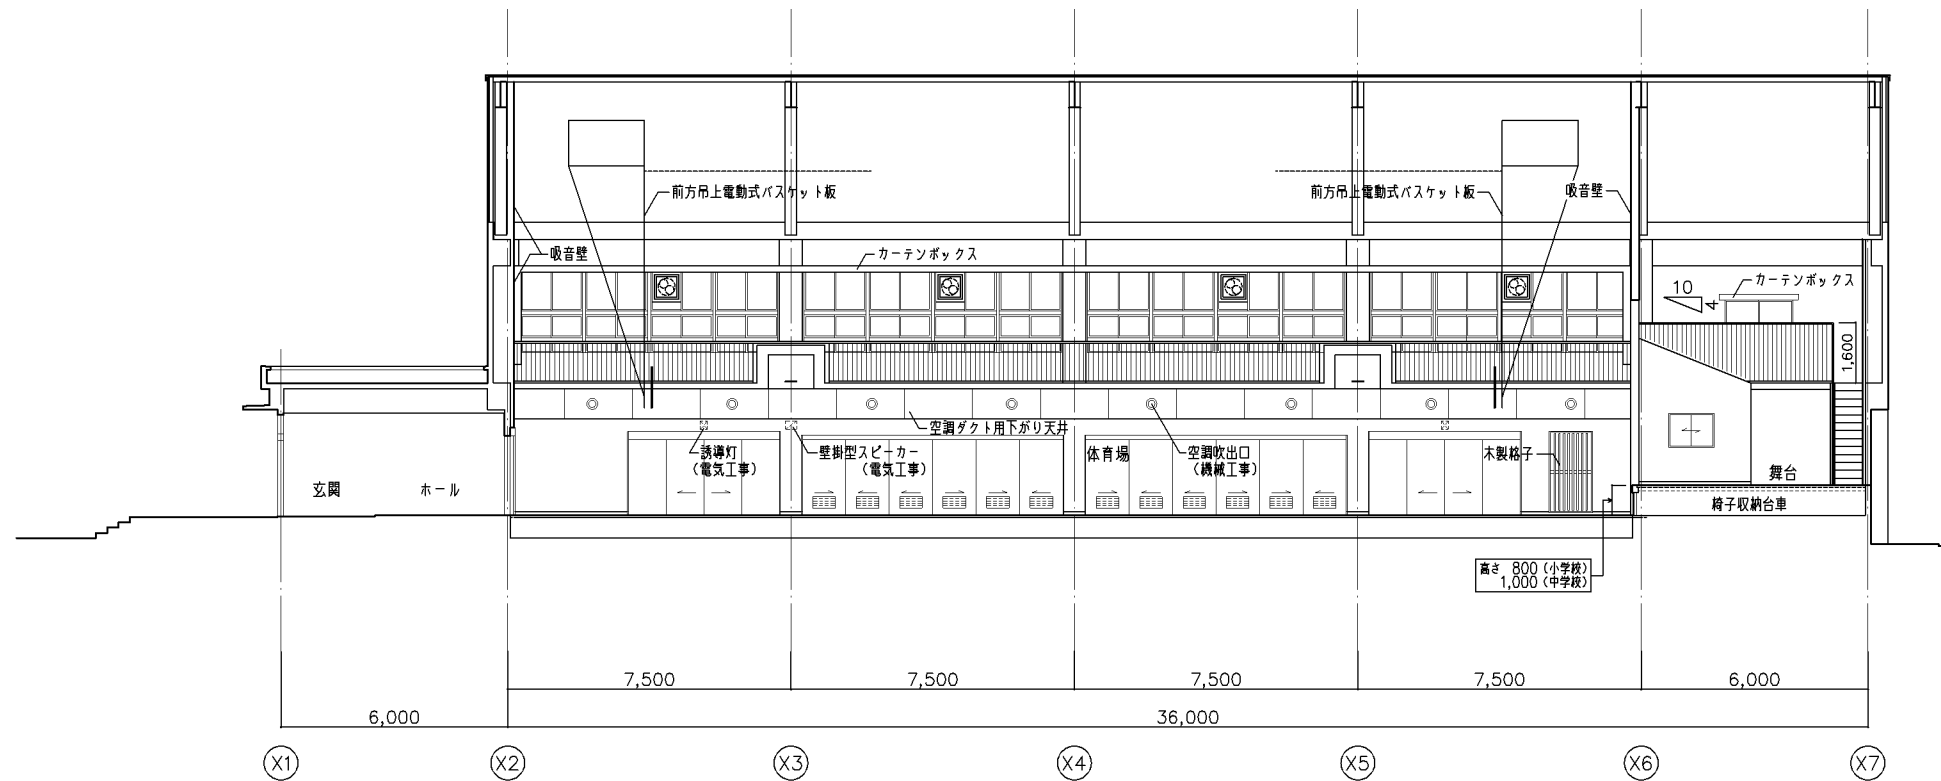 前方吊上電動式バスケット板
前方吊上電動式バスケット板
吸音壁
吸音壁
カーテンボックス
カーテンボックス
10
4
1,600
空調ダクト用下がり天井
誘導灯
(電気工事)
壁掛型スピーカー
(電気工事)
体育場
空調吹出口
(機械工事)
木製格子
玄関
ホール
舞台
椅子収納台車
高さ 800(小学校)
1,000(中学校)
7,500
7,500
7,500
7,500
6,000
6,000
36,000
X1
X2
X3
X4
X5
X6
X7